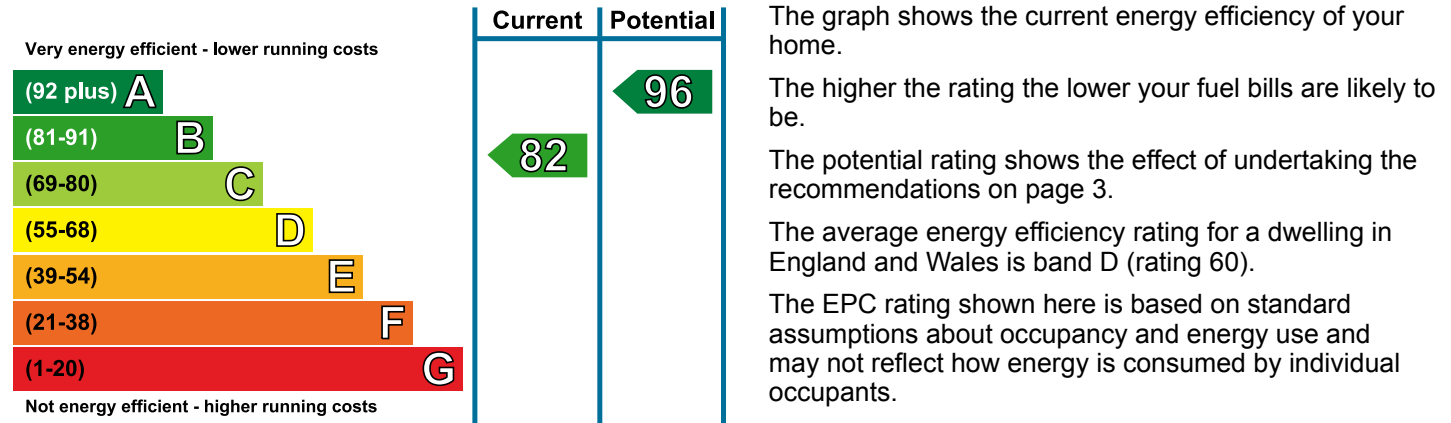 Current Potential
Very energy efficient - lower running costs
(92 plus) A
(81-91) B
(69-80) C
(55-68) D
(39-54) E
(21-38) F
(1-20) G
Not energy efficient - higher running costs
96
82
The graph shows the current energy efficiency of your
home.
The higher the rating the lower your fuel bills are likely to
be.
The potential rating shows the effect of undertaking the
recommendations on page 3.
The average energy efficiency rating for a dwelling in
England and Wales is band D (rating 60).
The EPC rating shown here is based on standard
assumptions about occupancy and energy use and
may not reflect how energy is consumed by individual
occupants.